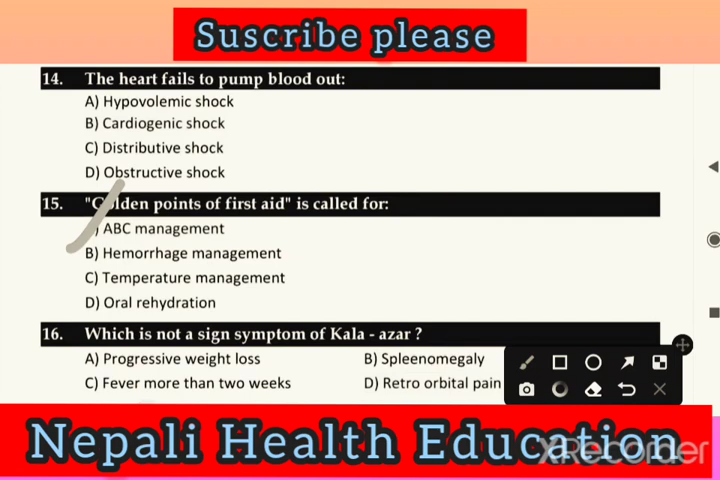 Suscribe please
14. The heart fails to pump blood out:
A) Hypovolemic shock
B) Cardiogenic shock
C) Distributive shock
D) Obstructive shock
15. "Golden points of first aid" is called for:
) ABC management
B) Hemorrhage management
C) Temperature management
D) Oral rehydration
16. Which is not a sign symptom of Kala - azar ?
A) Progressive weight loss B) Spleenomegaly
C) Fever more than two weeks D) Retro orbital pain
Nepali Health Education
XRecorder